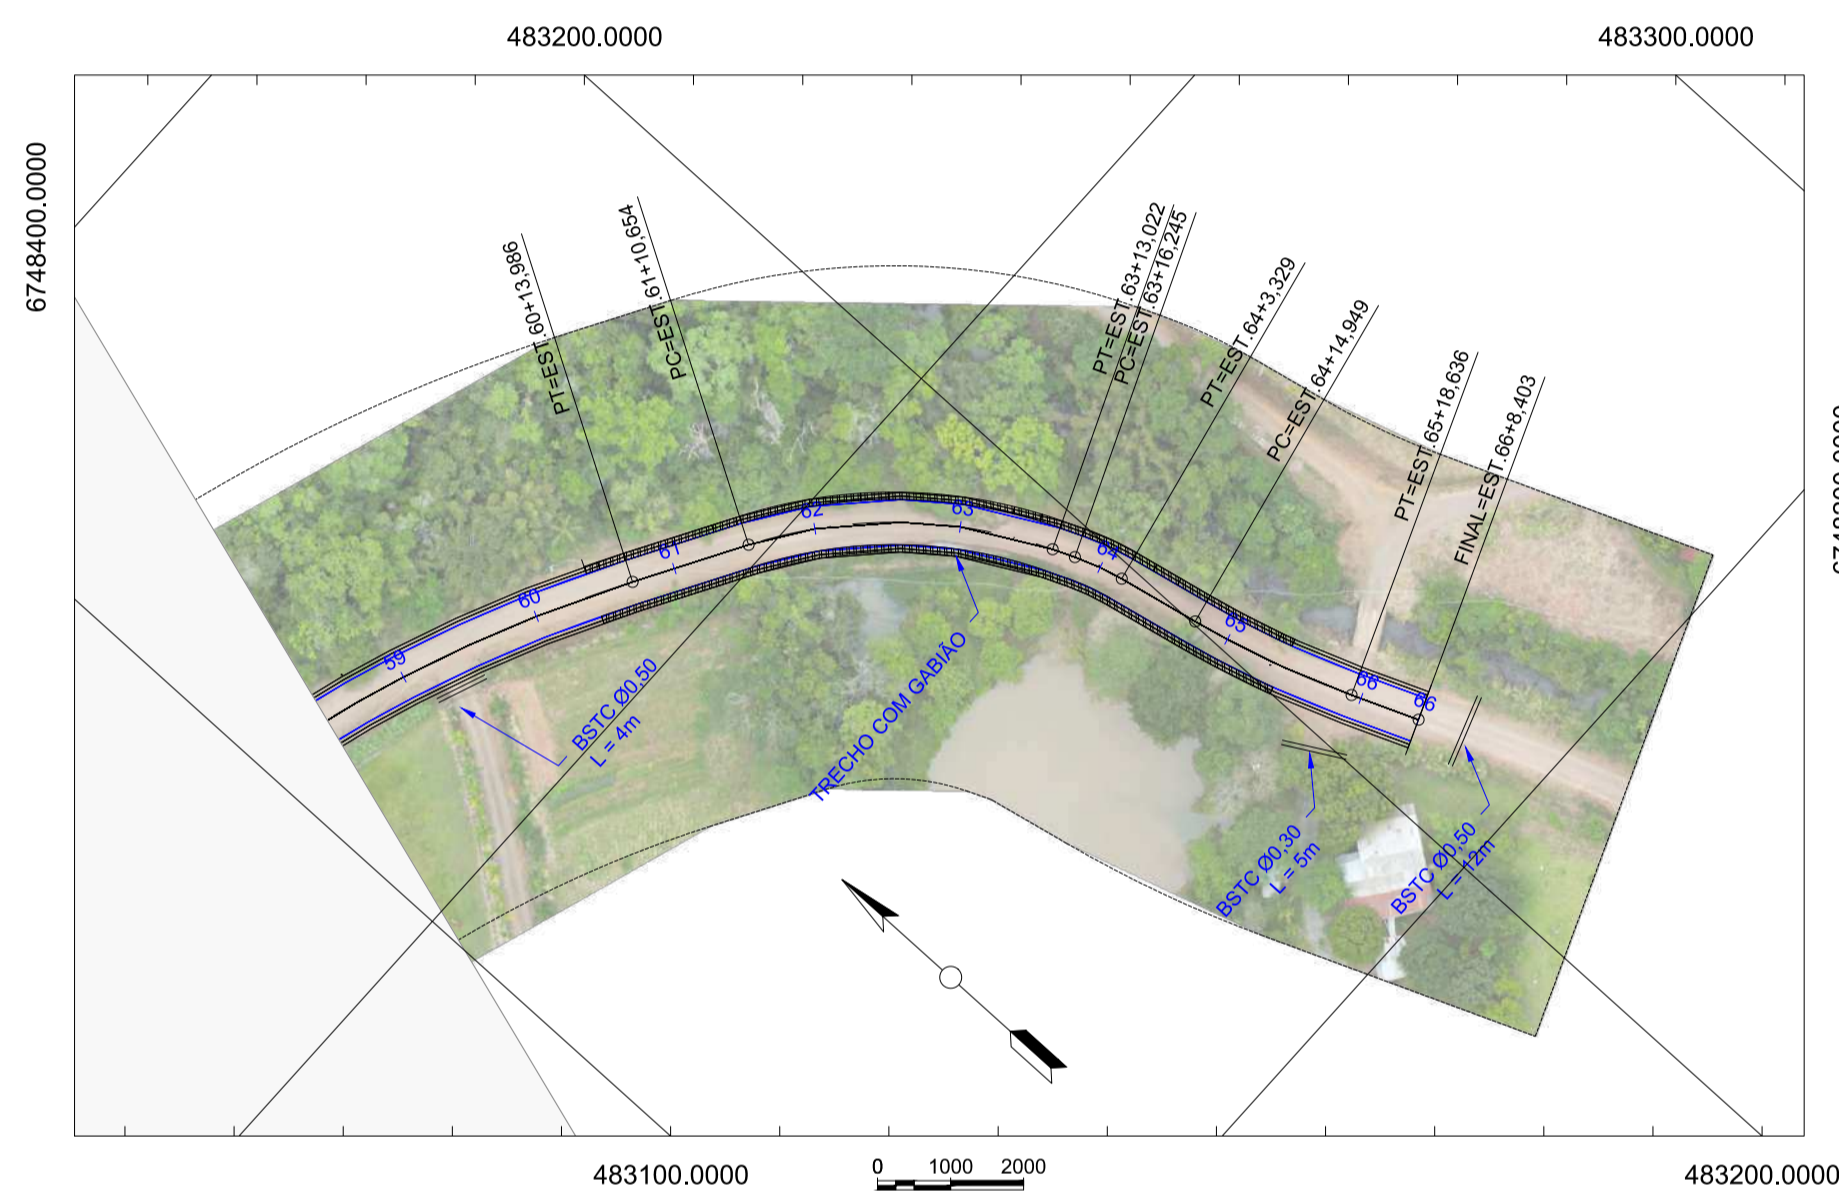 483200.0000
483300.0000
6748400.0000
PT=EST.60+13,986
PC=EST.61+10,654
PT=EST.63+13,022
PC=EST.63+16,245
PT=EST.64+3,329
PC=EST.64+14,949
PT=EST.65+18,636
FINAL=EST.66+8,403
59
60
61
62
63
64
65
66
66
BSTC Ø0,50
L = 4m
TRECHO COM GABIÃO
BSTC Ø0,30
L = 5m
BSTC Ø0,50
L = 12m
483100.0000
0 1000 2000
483200.0000